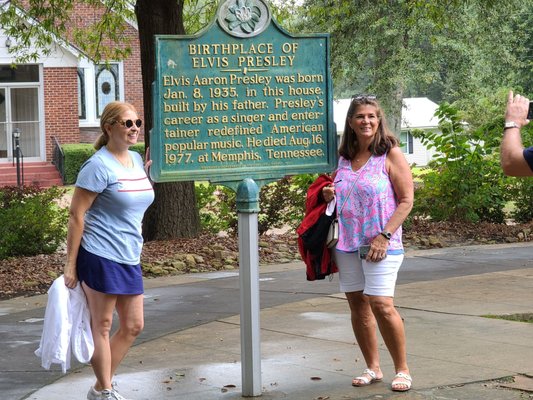 BIRTHPLACE OF
ELVIS PRESLEY
Elvis Aaron Presley was born
Jan. 8, 1935, in this house,
built by his father. Presley's
career as a singer and enter-
tainer redefined American
popular music. He died Aug. 16,
1977, at Memphis, Tennessee.